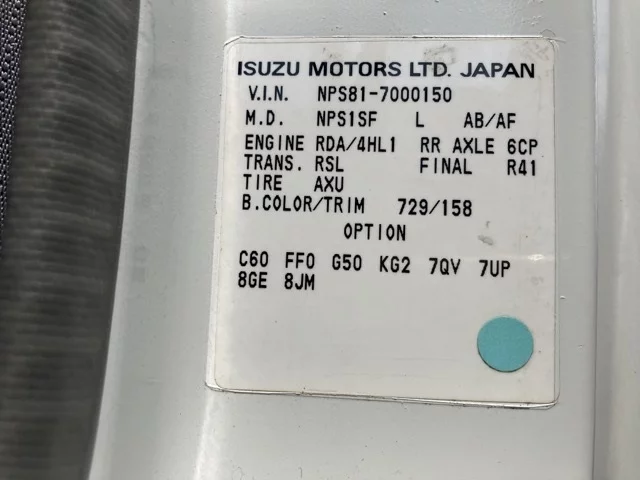 ISUZU MOTORS LTD. JAPAN
V.I.N. NPS81-7000150
M.D. NPS1SF L AB/AF
ENGINE RDA/4HL1 RR AXLE 6CP
TRANS. RSL FINAL R41
TIRE AXU
B.COLOR/TRIM 729/158
OPTION
C60 FF0 G50 KG2 7QV 7UP
8GE 8JM